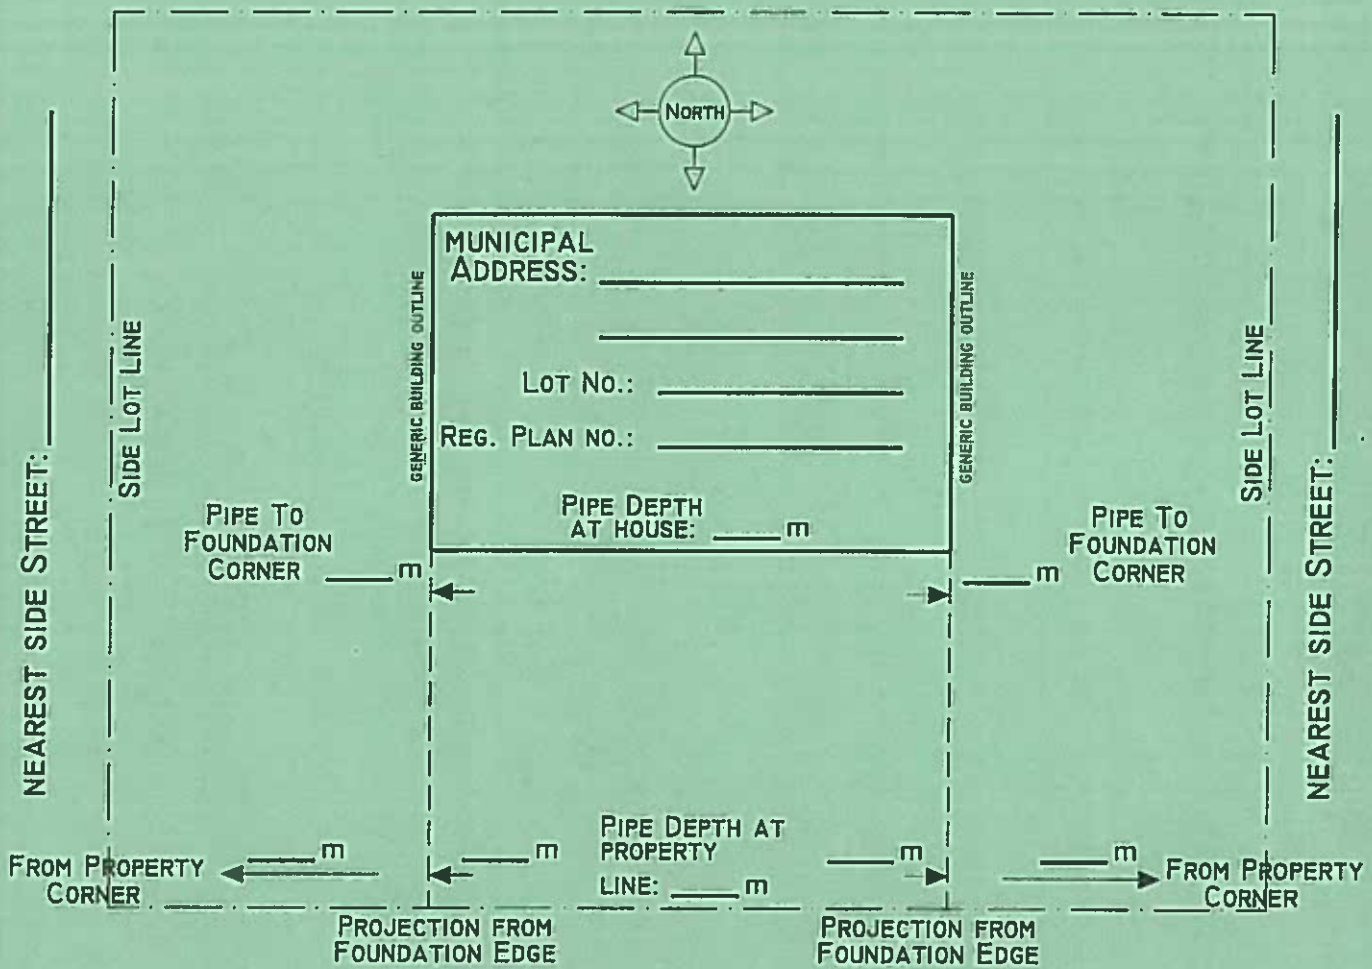 NORTH
MUNICIPAL
ADDRESS:
LOT NO.:
REG. PLAN NO.:
PIPE DEPTH
AT HOUSE: m
GENERIC BUILDING OUTLINE
GENERIC BUILDING OUTLINE
SIDE LOT LINE
SIDE LOT LINE
NEAREST SIDE STREET:
NEAREST SIDE STREET:
PIPE TO
FOUNDATION
CORNER m
PIPE TO
FOUNDATION
CORNER
m
FROM PROPERTY
CORNER
m
m
PIPE DEPTH AT
PROPERTY
LINE: m
m
m
FROM PROPERTY
CORNER
PROJECTION FROM
FOUNDATION EDGE
PROJECTION FROM
FOUNDATION EDGE